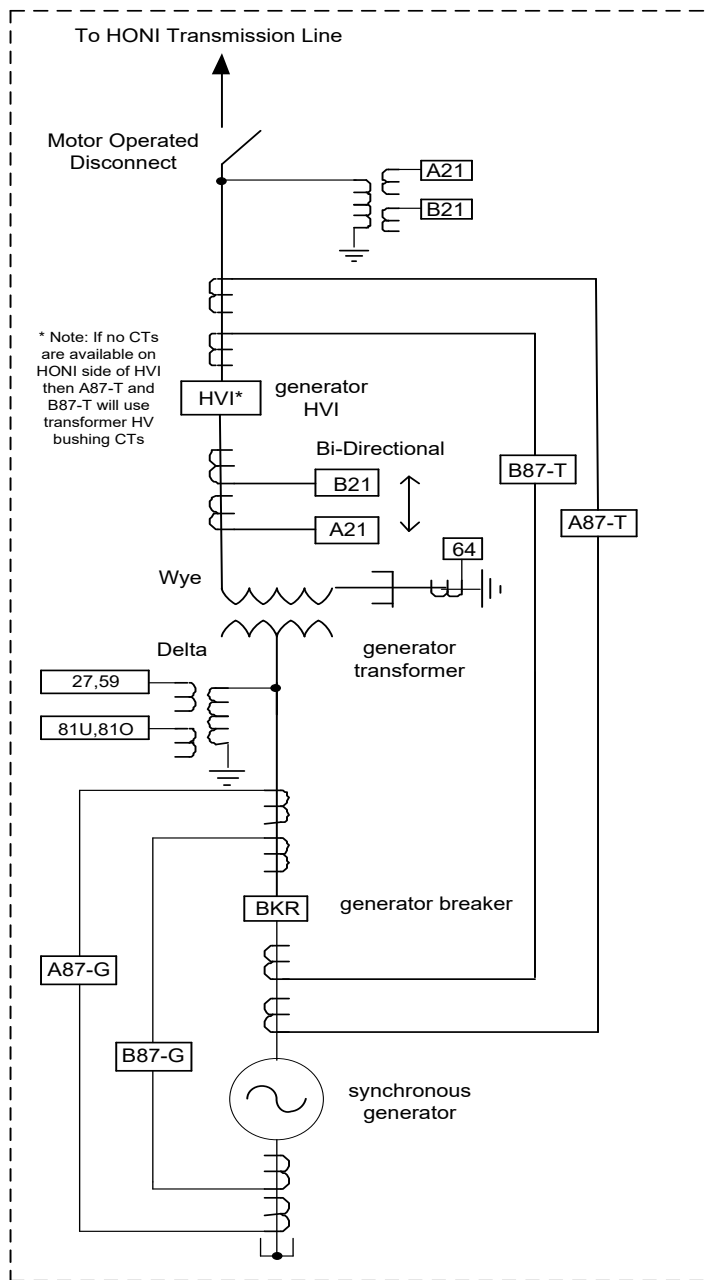 To HONI Transmission Line
Motor Operated
Disconnect
A21
B21
* Note: If no CTs
are available on
HONI side of HVI
then A87-T and
B87-T will use
transformer HV
bushing CTs
HVI*
generator
HVI
Bi-Directional
B21
A21
B87-T
A87-T
64
Wye
Delta
generator
transformer
27,59
81U,81O
BKR
generator breaker
A87-G
B87-G
synchronous
generator